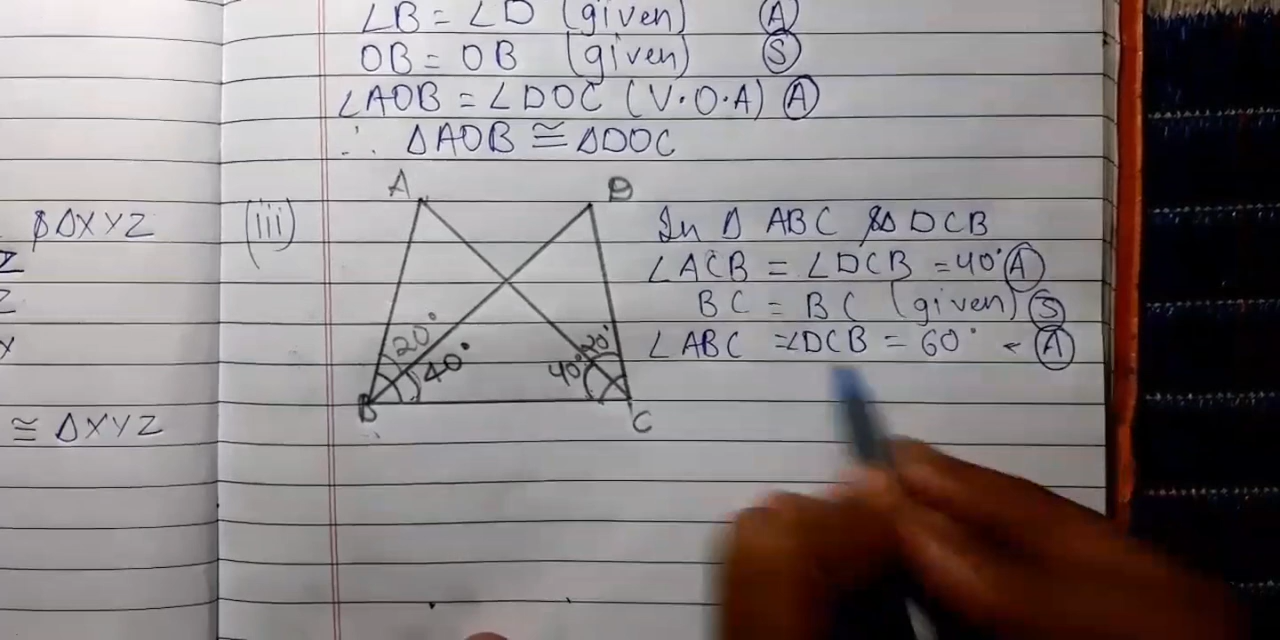 ∠B = ∠D (given) Ⓐ
OB = OB (given) Ⓢ
∠AOB = ∠DOC (V.O.A) Ⓐ
∴ ΔAOB ≅ ΔDOC
ΔXYZ
≅ ΔXYZ
(iii)
A
D
20°
40°
40°
20°
B
C
In Δ ABC & Δ DCB
∠ACB = ∠DCB = 40° Ⓐ
BC = BC (given) Ⓢ
∠ABC = ∠DCB = 60° - Ⓐ